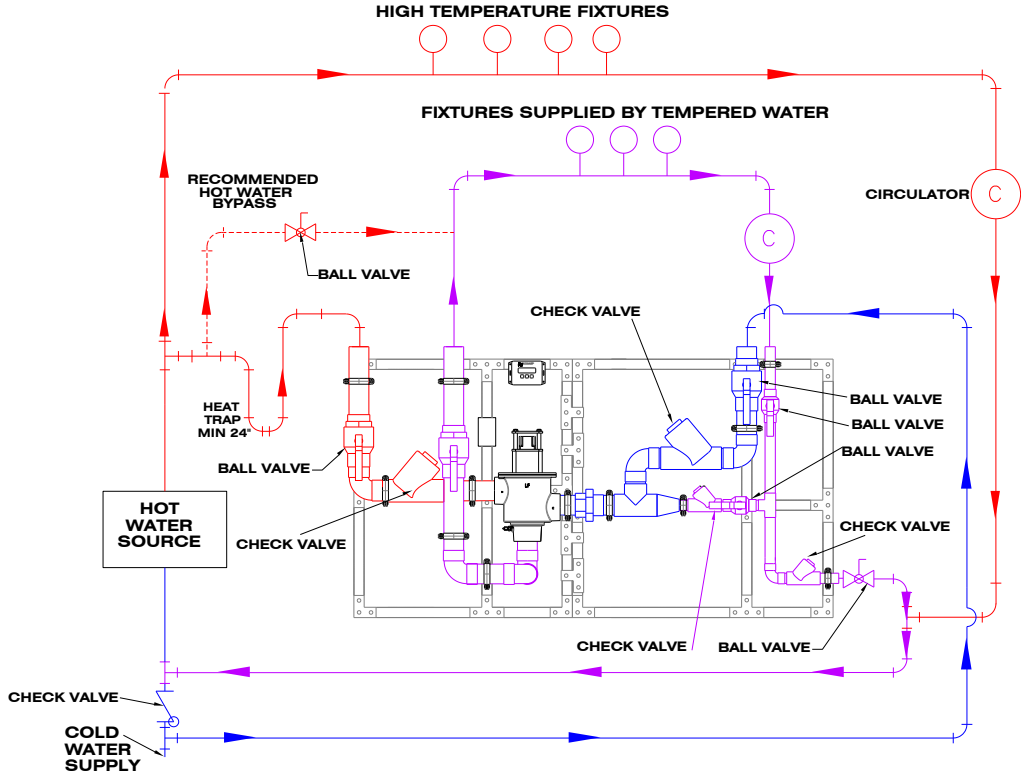 HIGH TEMPERATURE FIXTURES
FIXTURES SUPPLIED BY TEMPERED WATER
RECOMMENDED
HOT WATER
BYPASS
CIRCULATOR
C
C
BALL VALVE
CHECK VALVE
HEAT
TRAP
MIN 24"
BALL VALVE
BALL VALVE
BALL VALVE
BALL VALVE
LF
HOT
WATER
SOURCE
CHECK VALVE
CHECK VALVE
CHECK VALVE
BALL VALVE
CHECK VALVE
COLD
WATER
SUPPLY